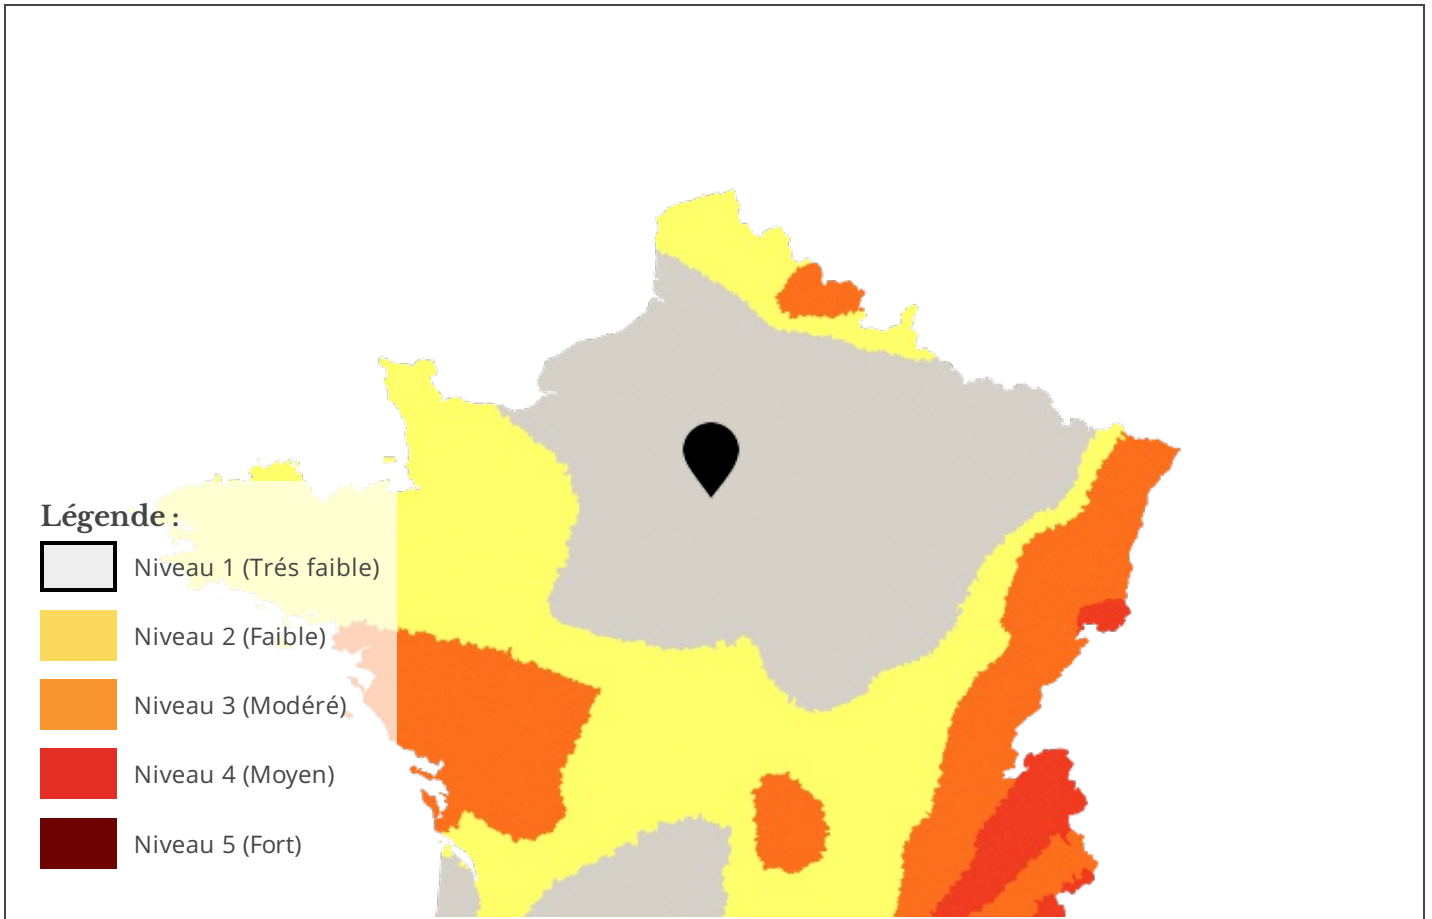 Légende :
Niveau 1 (Trés faible)
Niveau 2 (Faible)
Niveau 3 (Modéré)
Niveau 4 (Moyen)
Niveau 5 (Fort)